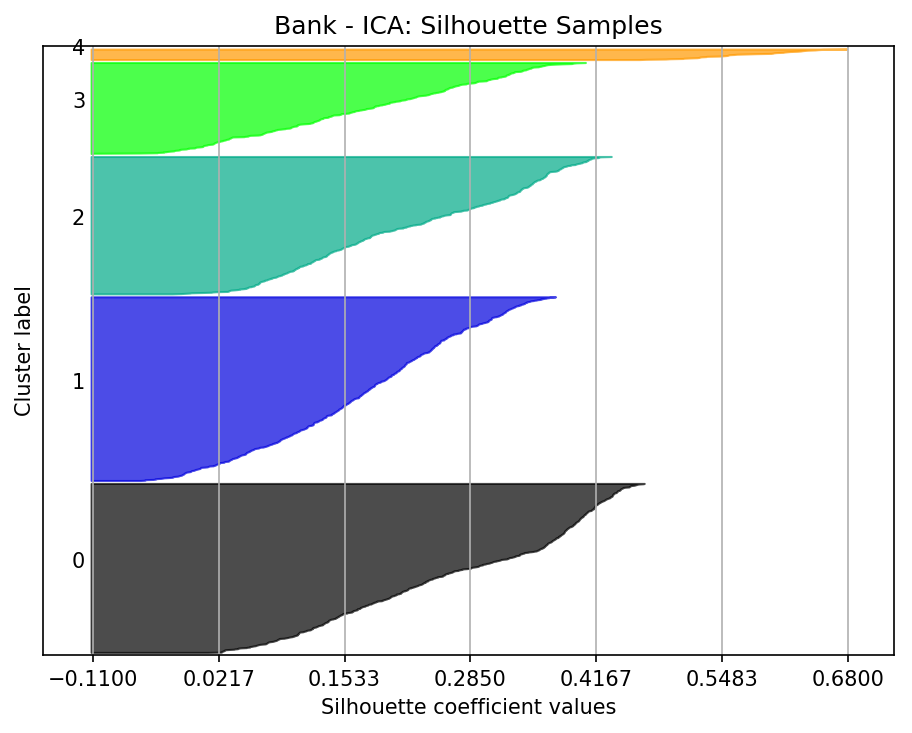 Bank - ICA: Silhouette Samples
4
3
2
1
0
Cluster label
−0.1100 0.0217 0.1533 0.2850 0.4167 0.5483 0.6800
Silhouette coefficient values